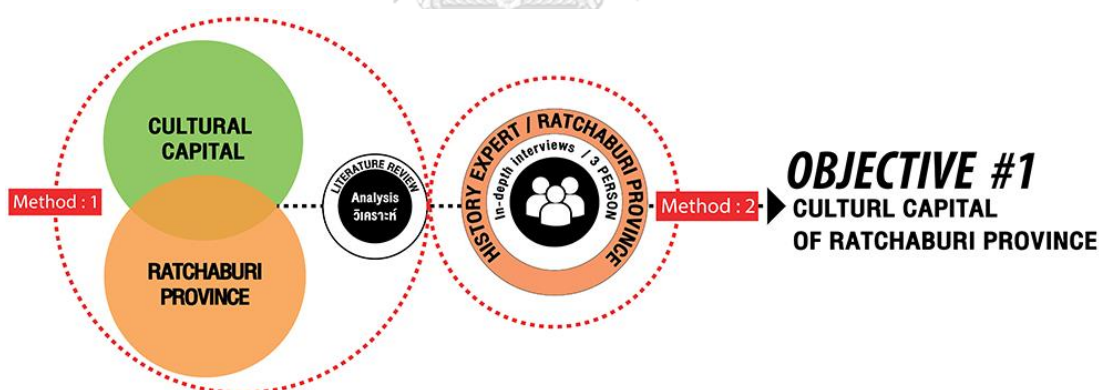 Method : 1
CULTURAL
CAPITAL
RATCHABURI
PROVINCE
LITERATURE REVIEW
Analysis
วิเคราะห์
HISTORY EXPERT / RATCHABURI PROVINCE
In-depth interviews / 3 PERSON
Method : 2
OBJECTIVE #1
CULTURL CAPITAL
OF RATCHABURI PROVINCE